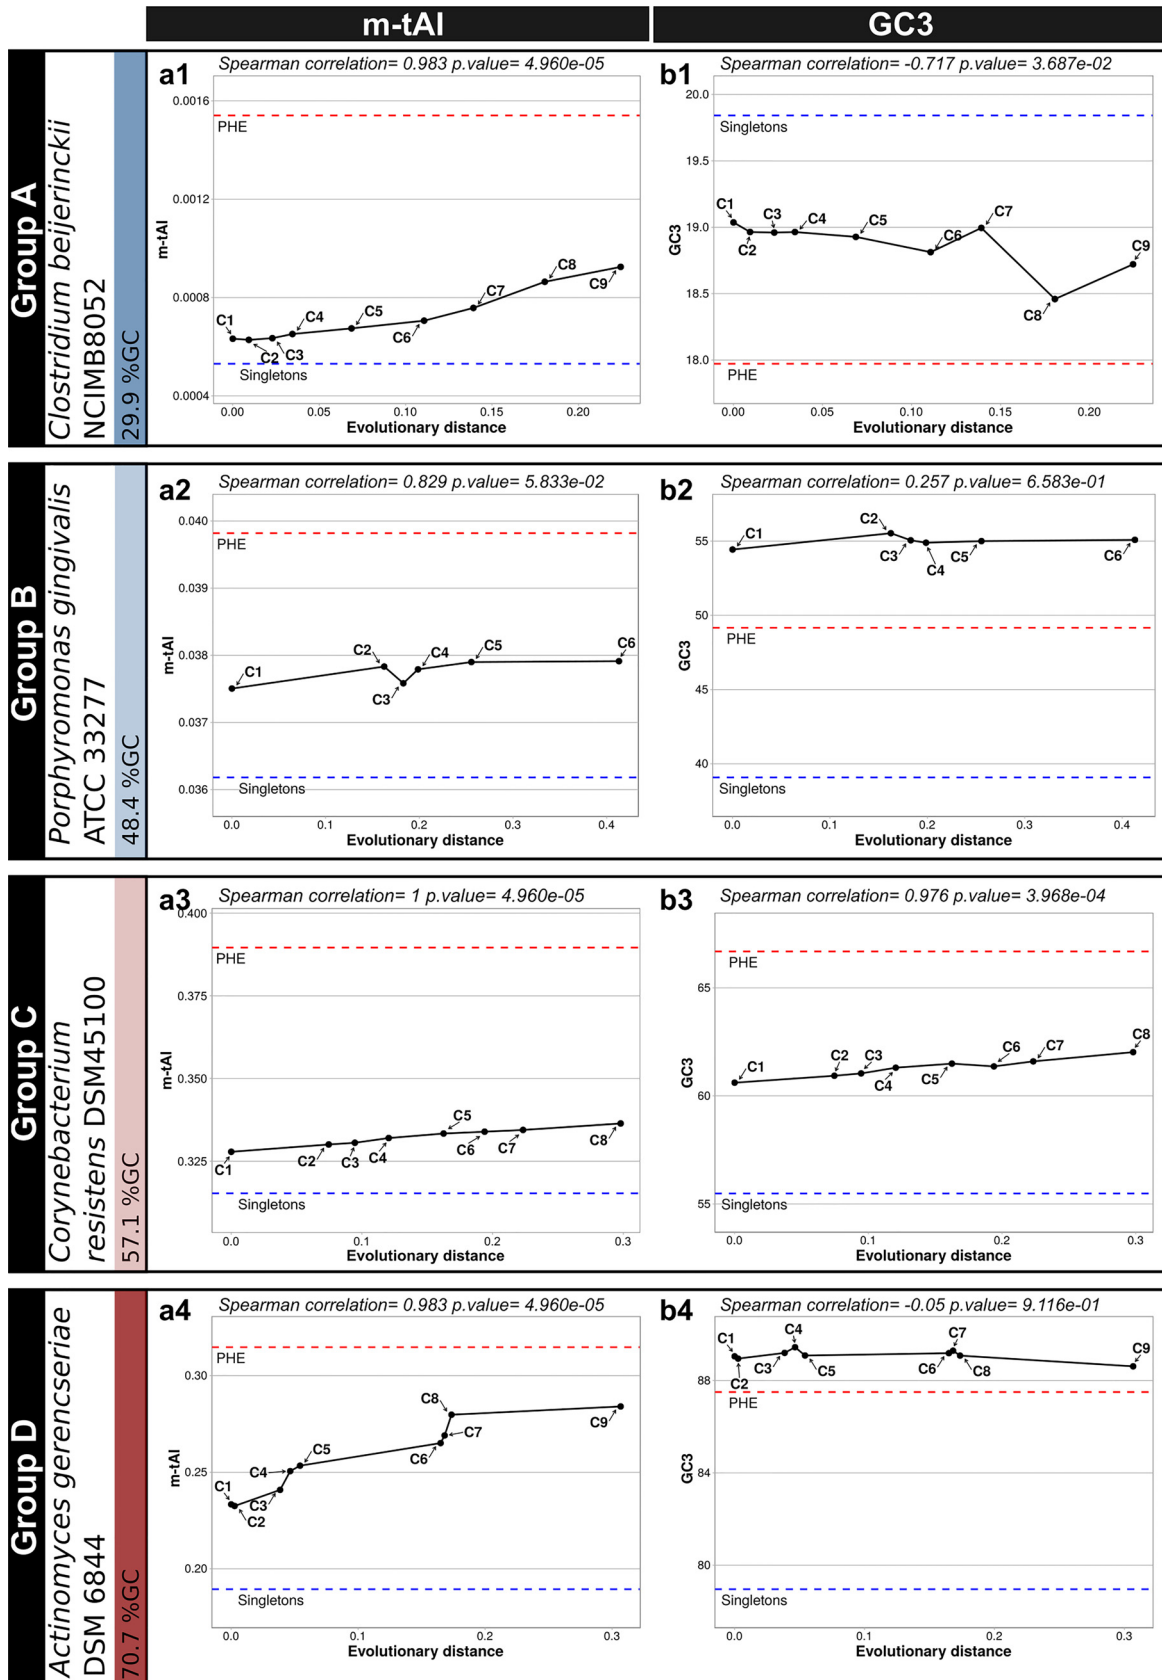 m-tAI
GC3
Group A
Clostridium beijerinckii
NCIMB8052
29.9 %GC
a1
Spearman correlation= 0.983 p.value= 4.960e-05
0.0016
0.0012
0.0008
0.0004
m-tAI
PHE
C1
C2
C3
C4
C5
C6
C7
C8
C9
Singletons
0.00
0.05
0.10
0.15
0.20
Evolutionary distance
b1
Spearman correlation= -0.717 p.value= 3.687e-02
20.0
19.5
19.0
18.5
18.0
GC3
Singletons
C1
C2
C3
C4
C5
C6
C7
C8
C9
PHE
0.00
0.05
0.10
0.15
0.20
Evolutionary distance
Group B
Porphyromonas gingivalis
ATCC 33277
48.4 %GC
a2
Spearman correlation= 0.829 p.value= 5.833e-02
0.040
0.039
0.038
0.037
0.036
m-tAI
PHE
C1
C2
C3
C4
C5
C6
Singletons
0.0
0.1
0.2
0.3
0.4
Evolutionary distance
b2
Spearman correlation= 0.257 p.value= 6.583e-01
55
50
45
40
GC3
C1
C2
C3
C4
C5
C6
PHE
Singletons
0.0
0.1
0.2
0.3
0.4
Evolutionary distance
Group C
Corynebacterium
resistens DSM45100
57.1 %GC
a3
Spearman correlation= 1 p.value= 4.960e-05
0.400
0.375
0.350
0.325
m-tAI
PHE
C1
C2
C3
C4
C5
C6
C7
C8
Singletons
0.0
0.1
0.2
0.3
Evolutionary distance
b3
Spearman correlation= 0.976 p.value= 3.968e-04
65
60
55
GC3
PHE
C1
C2
C3
C4
C5
C6
C7
C8
Singletons
0.0
0.1
0.2
0.3
Evolutionary distance
Group D
Actinomyces gerencseriae
DSM 6844
70.7 %GC
a4
Spearman correlation= 0.983 p.value= 4.960e-05
0.30
0.25
0.20
m-tAI
PHE
C1
C2
C3
C4
C5
C6
C7
C8
C9
Singletons
0.0
0.1
0.2
0.3
Evolutionary distance
b4
Spearman correlation= -0.05 p.value= 9.116e-01
88
84
80
GC3
C1
C2
C3
C4
C5
C6
C7
C8
C9
PHE
Singletons
0.0
0.1
0.2
0.3
Evolutionary distance